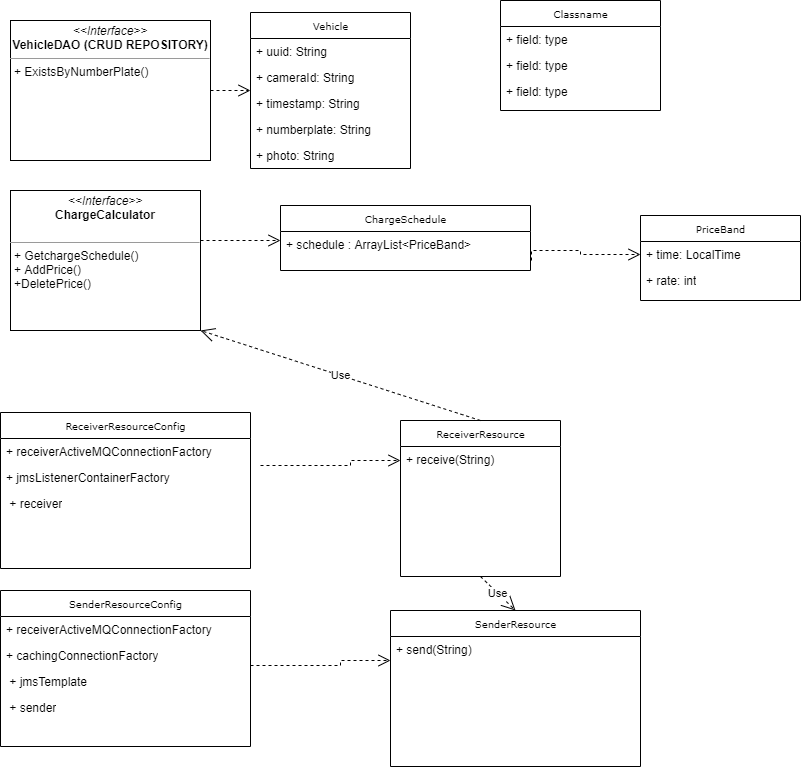 <<Interface>>
VehicleDAO (CRUD REPOSITORY)
+ ExistsByNumberPlate()
Vehicle
+ uuid: String
+ cameraId: String
+ timestamp: String
+ numberplate: String
+ photo: String
Classname
+ field: type
+ field: type
+ field: type
<<Interface>>
ChargeCalculator
+ GetchargeSchedule()
+ AddPrice()
+DeletePrice()
ChargeSchedule
+ schedule : ArrayList<PriceBand>
PriceBand
+ time: LocalTime
+ rate: int
Use
ReceiverResourceConfig
+ receiverActiveMQConnectionFactory
+ jmsListenerContainerFactory
+ receiver
ReceiverResource
+ receive(String)
Use
SenderResourceConfig
+ receiverActiveMQConnectionFactory
+ cachingConnectionFactory
+ jmsTemplate
+ sender
SenderResource
+ send(String)